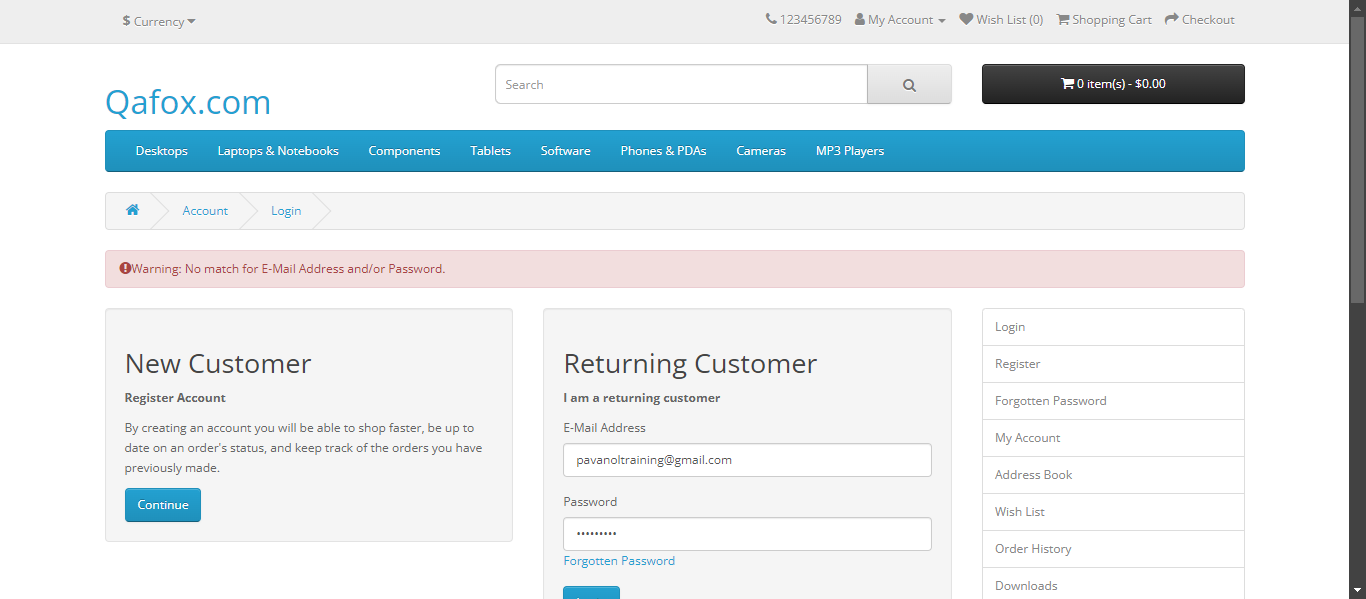 $ Currency
123456789 My Account Wish List (0) Shopping Cart Checkout
Qafox.com
Search
0 item(s) - $0.00
Desktops Laptops & Notebooks Components Tablets Software Phones & PDAs Cameras MP3 Players
Account Login
Warning: No match for E-Mail Address and/or Password.
New Customer
Register Account
By creating an account you will be able to shop faster, be up to
date on an order's status, and keep track of the orders you have
previously made.
Continue
Returning Customer
I am a returning customer
E-Mail Address
pavanoltraining@gmail.com
Password
•••••••••
Forgotten Password
Login
Register
Forgotten Password
My Account
Address Book
Wish List
Order History
Downloads